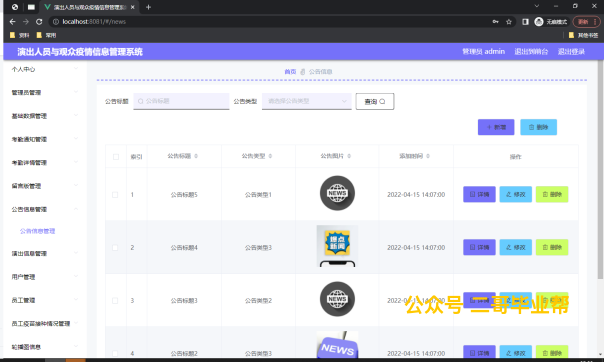 演出人员与观众疫情信息管理系统
localhost:8081/#/news
无痕模式
更新
资料
常用
其他书签
演出人员与观众疫情信息管理系统
管理员 admin
退出到前台
退出登录
个人中心
管理员管理
基础数据管理
考勤通知管理
考勤详情管理
留言板管理
公告信息管理
公告信息管理
演出信息管理
用户管理
员工管理
员工疫苗接种情况管理
轮播图信息
首页
公告信息
公告标题
公告标题
公告类型
请选择公告类型
查询
新增
删除
索引 公告标题 公告类型 公告图片 添加时间 操作
1 公告标题5 公告类型1 NEWS 2022-04-15 14:07:00 详情 修改 删除
2 公告标题4 公告类型3 提点新闻 2022-04-15 14:07:00 详情 修改 删除
3 公告标题3 公告类型2 NEWS 2022-04-15 14:07:00
公众号 二哥毕业帮
4 公告标题2 公告类型3 NEWS 2022-04-15 14:07:00 详情 修改 删除